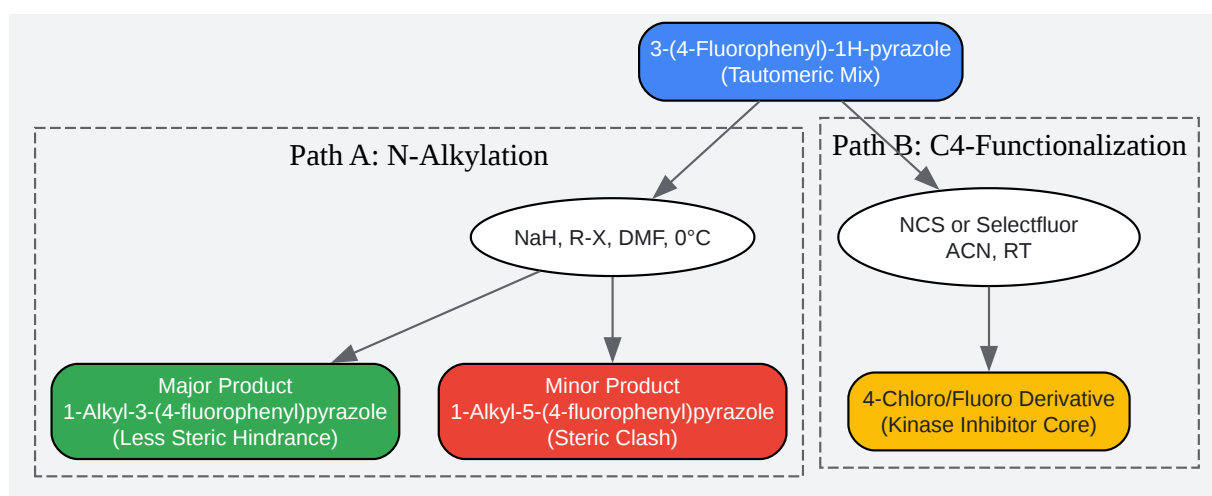 3-(4-Fluorophenyl)-1H-pyrazole
(Tautomeric Mix)
Path A: N-Alkylation
Path B: C4-Functionalization
NaH, R-X, DMF, 0°C
NCS or Selectfluor
ACN, RT
Major Product
1-Alkyl-3-(4-fluorophenyl)pyrazole
(Less Steric Hindrance)
Minor Product
1-Alkyl-5-(4-fluorophenyl)pyrazole
(Steric Clash)
4-Chloro/Fluoro Derivative
(Kinase Inhibitor Core)